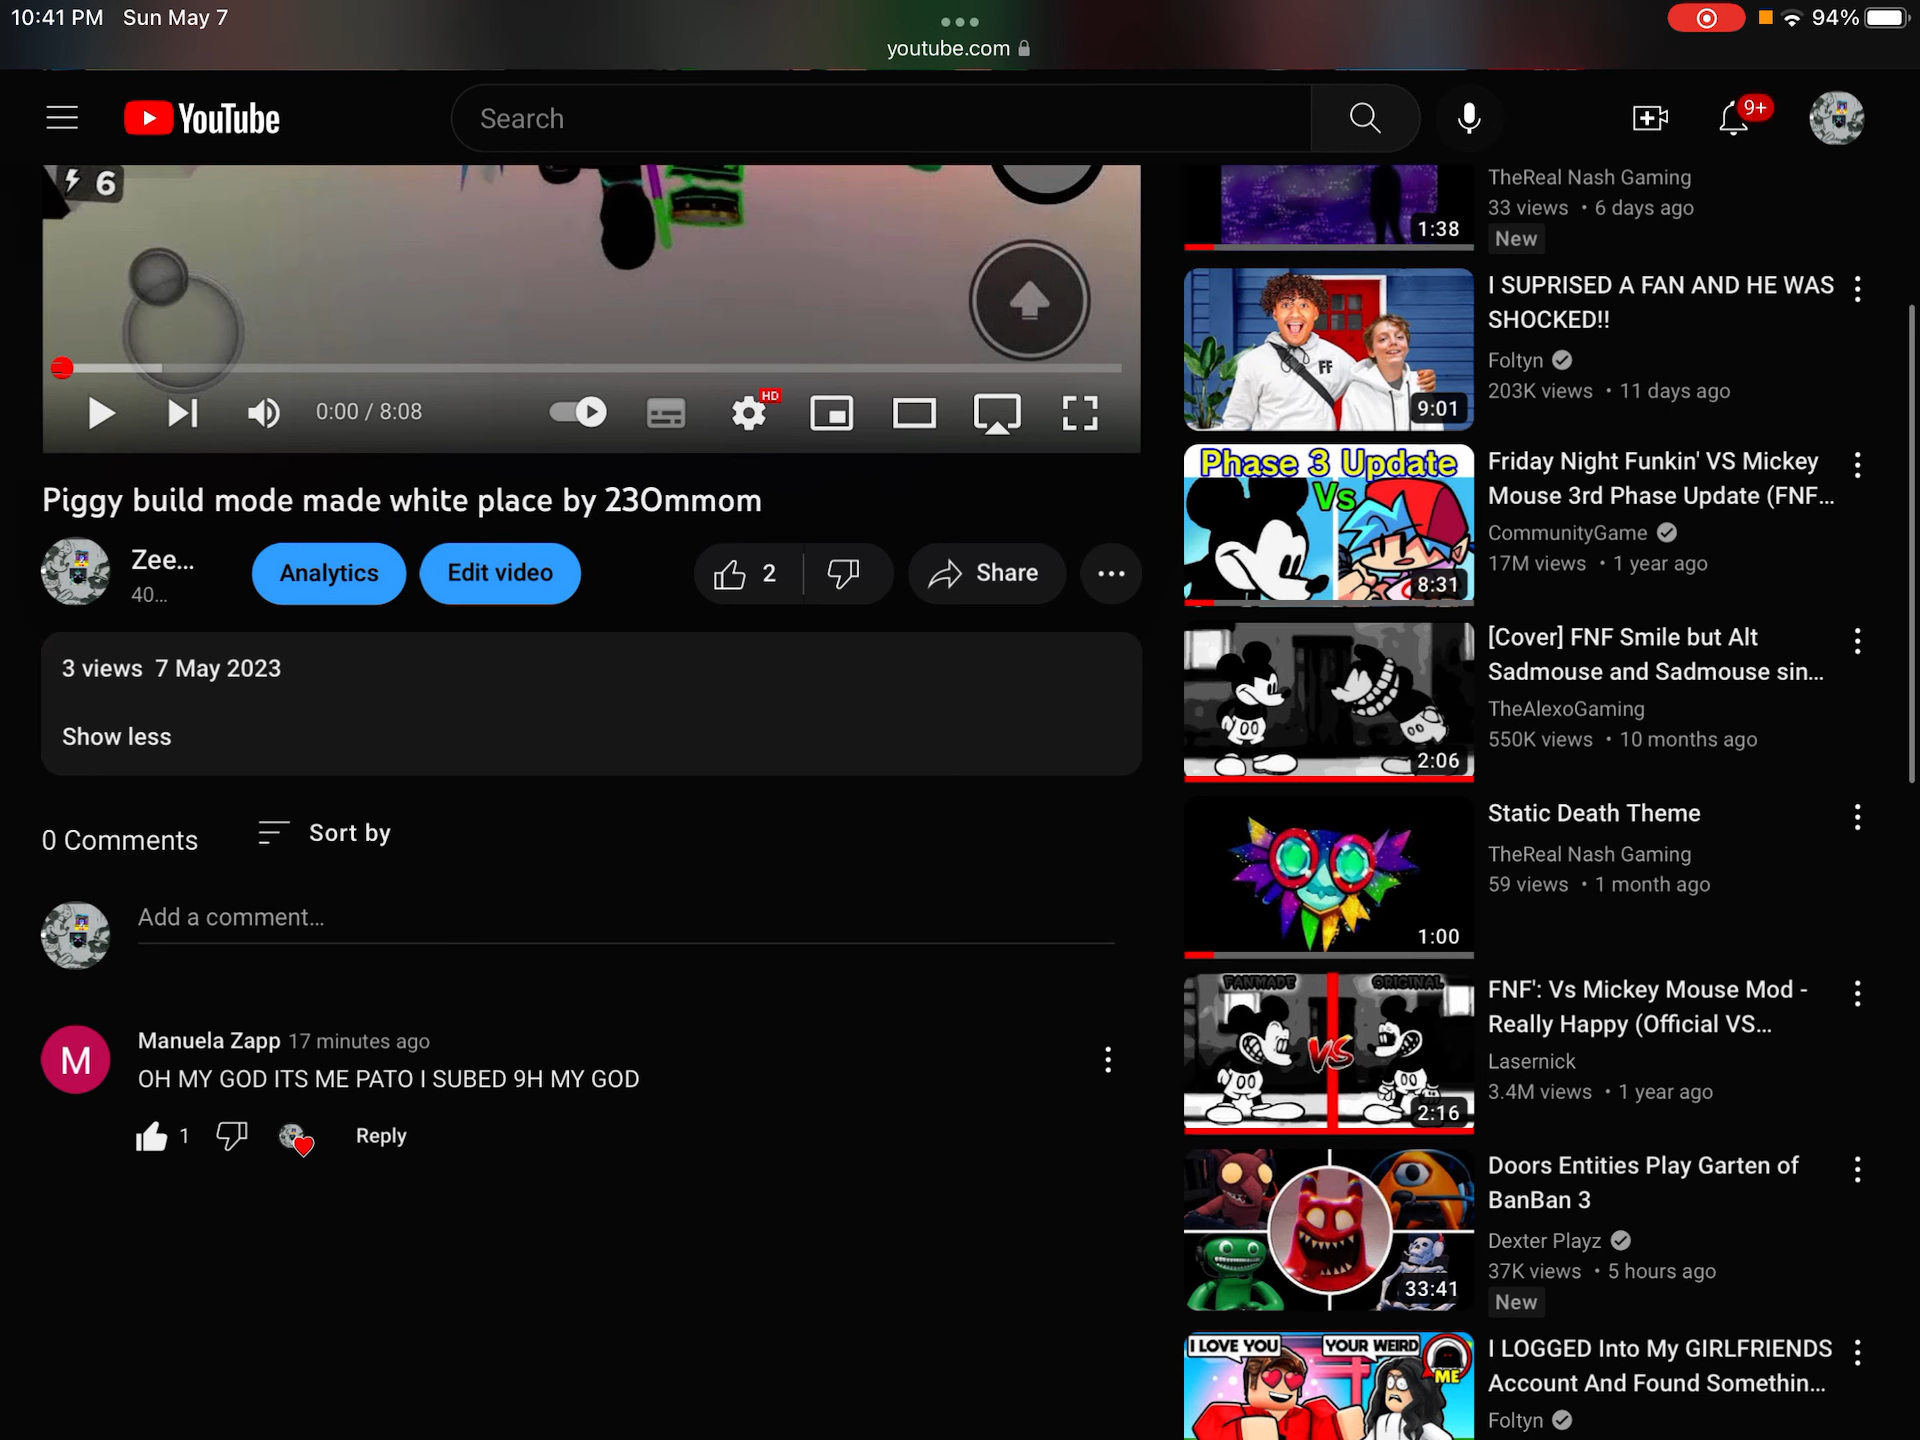 10:41 PM Sun May 7
94%
youtube.com
YouTube
Search
9+
6
0:00 / 8:08
HD
Piggy build mode made white place by 23Ommom
Zee...
40...
Analytics
Edit video
2
Share
3 views 7 May 2023
Show less
0 Comments
Sort by
Add a comment...
M
Manuela Zapp 17 minutes ago
OH MY GOD ITS ME PATO I SUBED 9H MY GOD
1
Reply
1:38
TheReal Nash Gaming
33 views • 6 days ago
New
FF
9:01
I SUPRISED A FAN AND HE WAS
SHOCKED!!
Foltyn
203K views • 11 days ago
Phase 3 Update
Vs
8:31
Friday Night Funkin' VS Mickey
Mouse 3rd Phase Update (FNF...
CommunityGame
17M views • 1 year ago
2:06
[Cover] FNF Smile but Alt
Sadmouse and Sadmouse sin...
TheAlexoGaming
550K views • 10 months ago
1:00
Static Death Theme
TheReal Nash Gaming
59 views • 1 month ago
FANMADE
ORIGINAL
VS
2:16
FNF': Vs Mickey Mouse Mod -
Really Happy (Official VS...
Lasernick
3.4M views • 1 year ago
33:41
Doors Entities Play Garten of
BanBan 3
Dexter Playz
37K views • 5 hours ago
New
I LOVE YOU
YOUR WEIRD
ME
I LOGGED Into My GIRLFRIENDS
Account And Found Somethin...
Foltyn